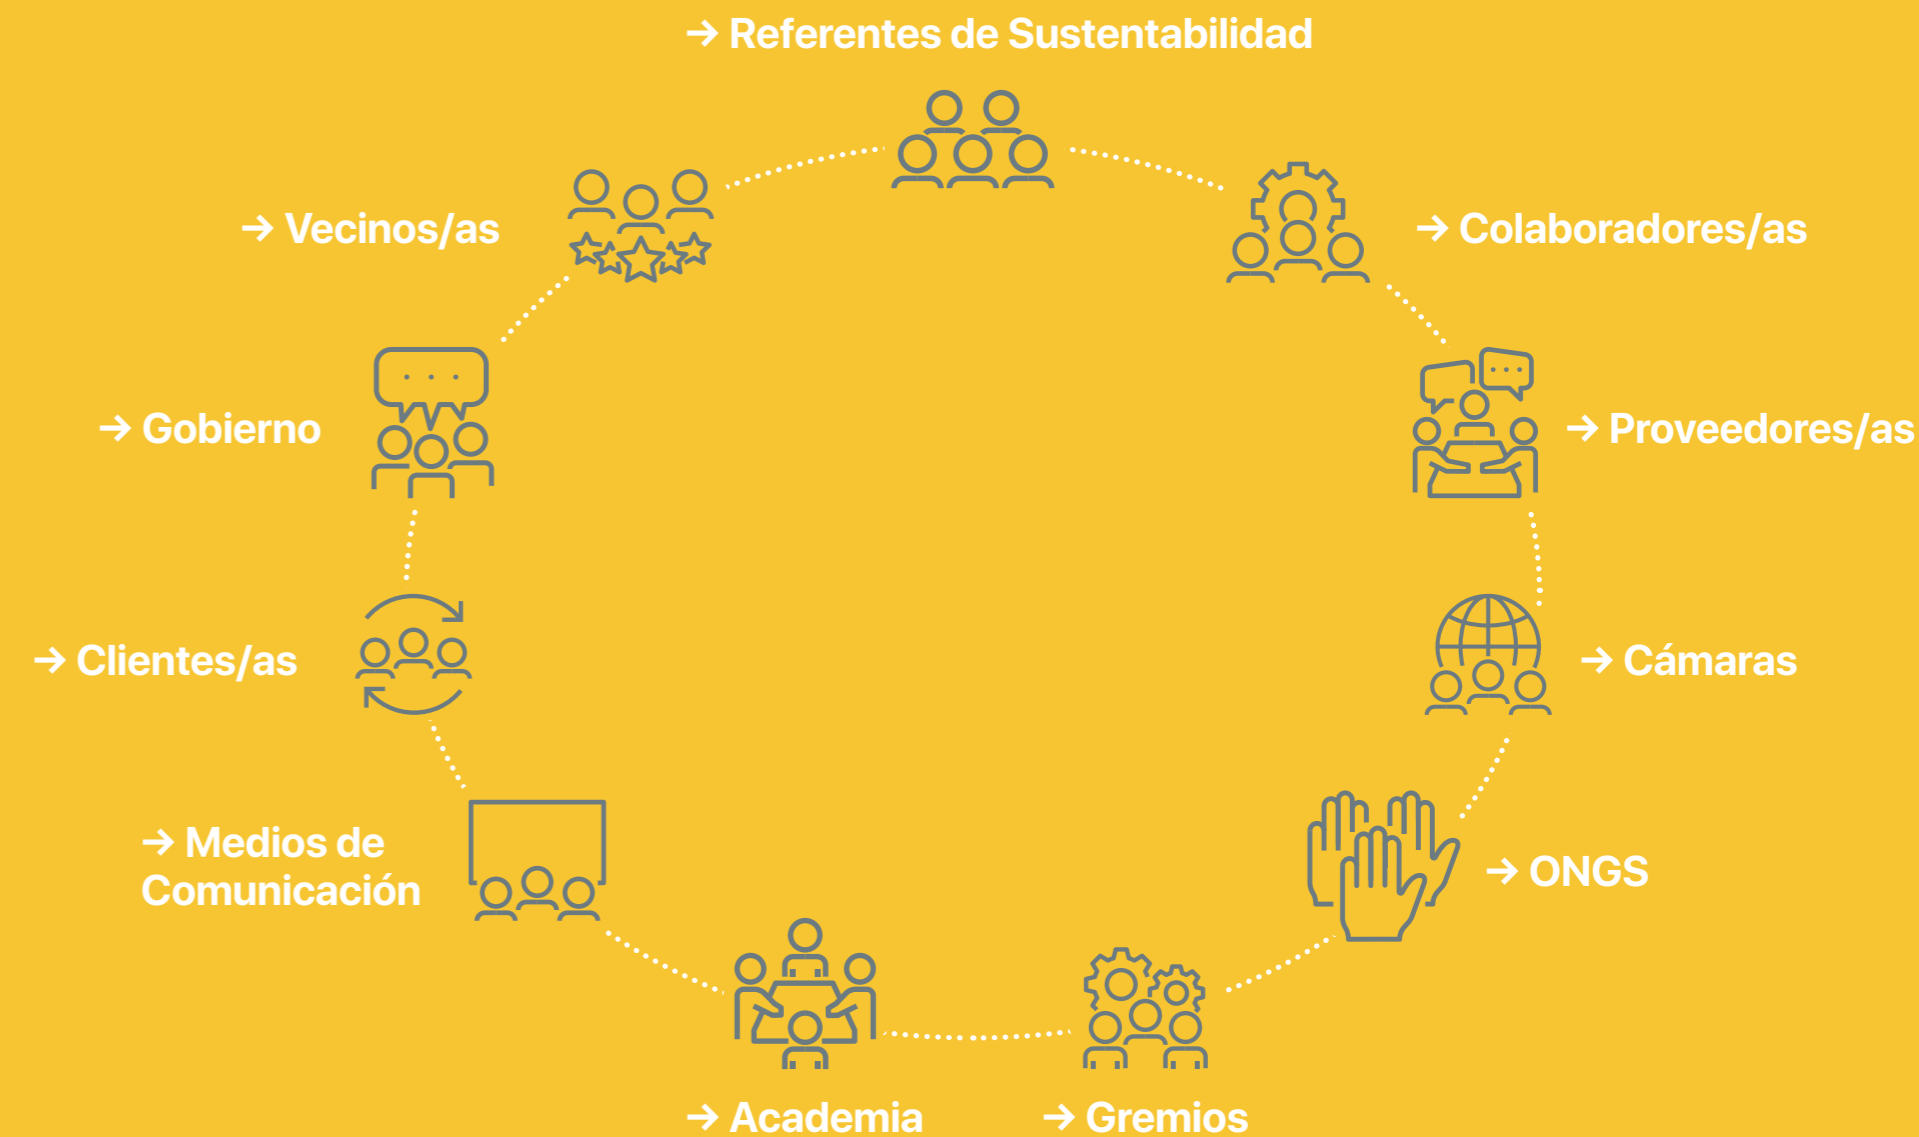 → Referentes de Sustentabilidad
→ Vecinos/as
→ Colaboradores/as
→ Gobierno
→ Proveedores/as
→ Clientes/as
→ Cámaras
→ Medios de
Comunicación
→ ONGS
→ Academia
→ Gremios